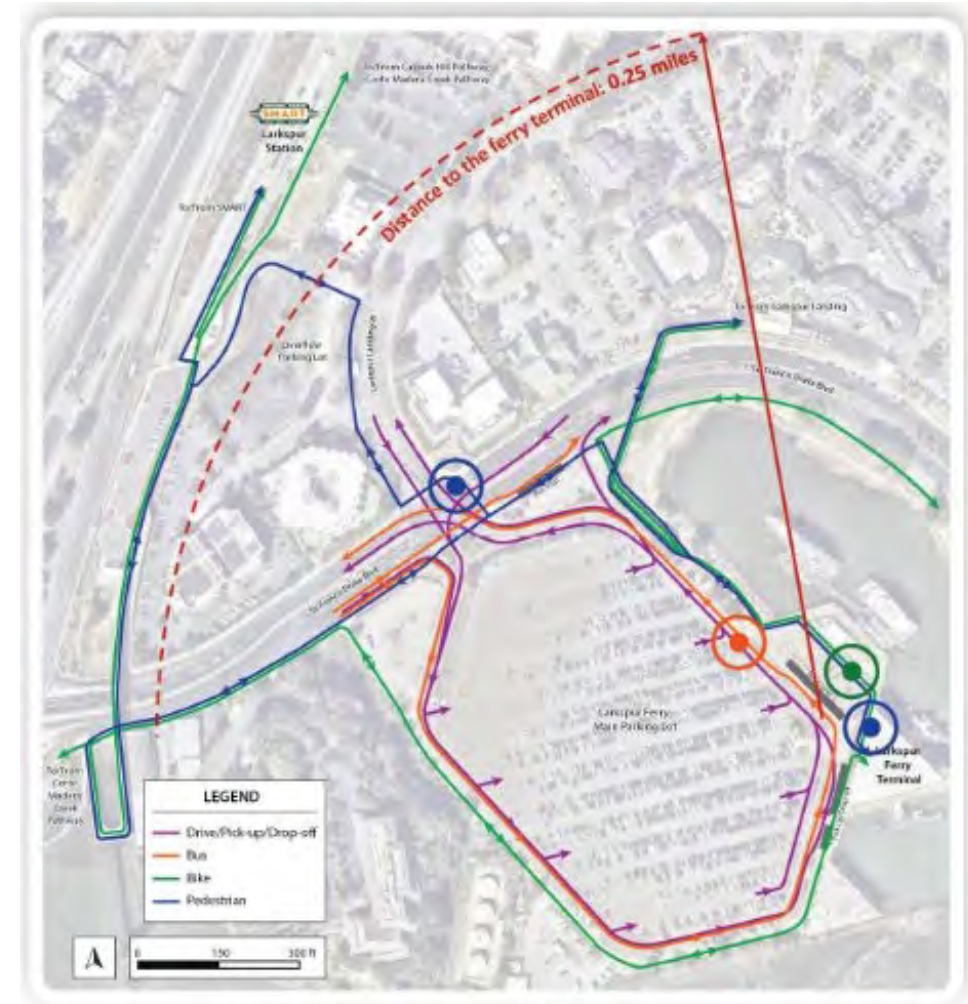 To/From Cal Park Hill Pathway,
Corte Madera Creek Pathway
SMART
Larkspur
Station
To/From SMART
Distance to the ferry terminal: 0.25 miles
To/From Larkspur Landing
Overflow
Parking Lot
Sir Francis Drake Blvd
Sir Francis Drake Blvd
Larkspur Ferry
Main Parking Lot
Larkspur
Ferry
Terminal
To/From
Corte
Madera
Creek
Pathway
LEGEND
Drive/Pick-up/Drop-off
Bus
Bike
Pedestrian
0 150 300 ft